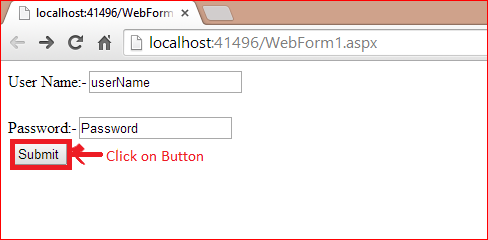 localhost:41496/WebForm
localhost:41496/WebForm1.aspx
User Name:- userName
Password:- Password
Submit Click on Button